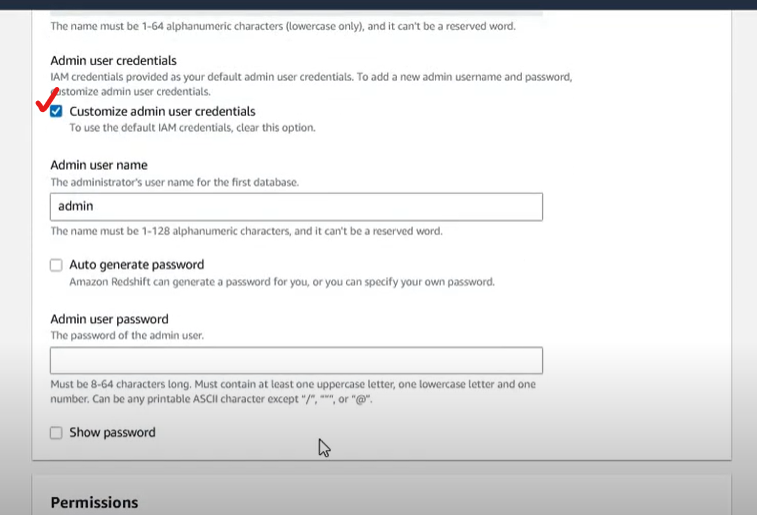 The name must be 1-64 alphanumeric characters (lowercase only), and it can't be a reserved word.
Admin user credentials
IAM credentials provided as your default admin user credentials. To add a new admin username and password,
customize admin user credentials.
Customize admin user credentials
To use the default IAM credentials, clear this option.
Admin user name
The administrator's user name for the first database.
admin
The name must be 1-128 alphanumeric characters, and it can't be a reserved word.
Auto generate password
Amazon Redshift can generate a password for you, or you can specify your own password.
Admin user password
The password of the admin user.
Must be 8-64 characters long. Must contain at least one uppercase letter, one lowercase letter and one
number. Can be any printable ASCII character except "/", """, or "@".
Show password
Permissions